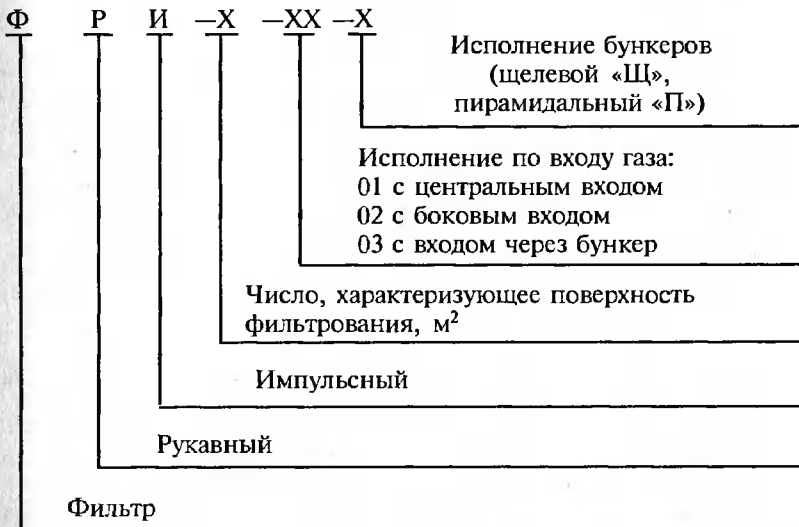 Ф Р И –Х –ХХ –Х
Исполнение бункеров
(щелевой «Щ»,
пирамидальный «П»)
Исполнение по входу газа:
01 с центральным входом
02 с боковым входом
03 с входом через бункер
Число, характеризующее поверхность
фильтрования, м²
Импульсный
Рукавный
Фильтр